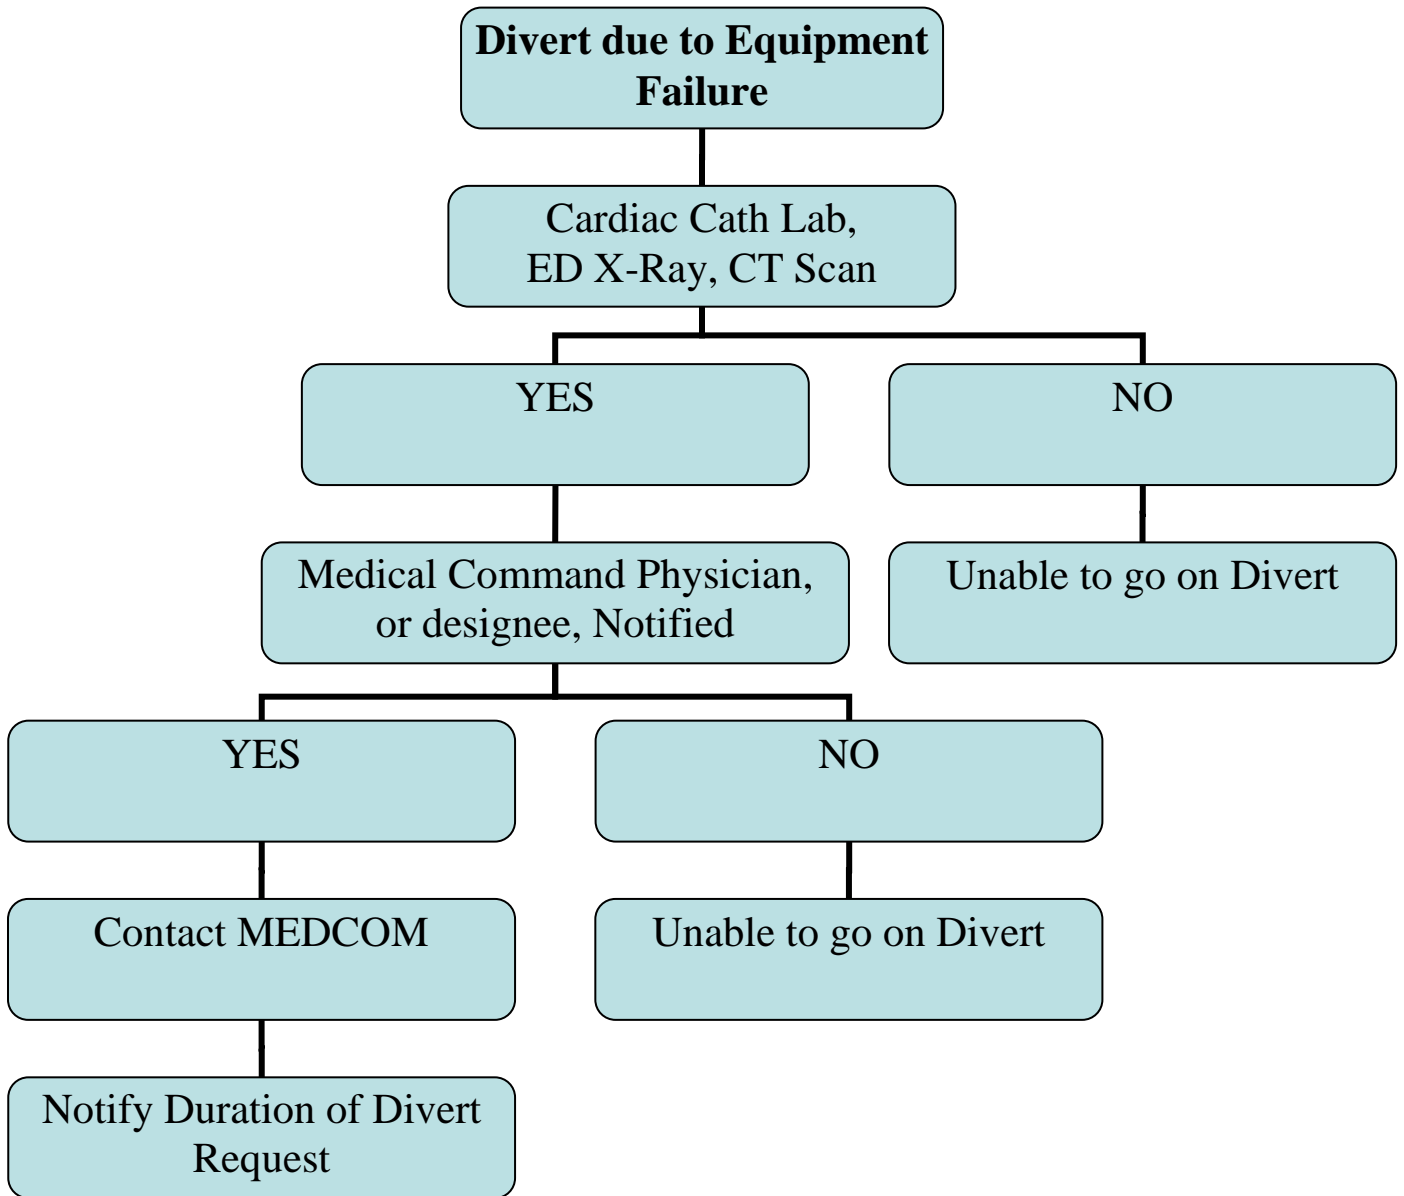 Divert due to Equipment
Failure
Cardiac Cath Lab,
ED X-Ray, CT Scan
YES
NO
Medical Command Physician,
or designee, Notified
Unable to go on Divert
YES
NO
Contact MEDCOM
Unable to go on Divert
Notify Duration of Divert
Request